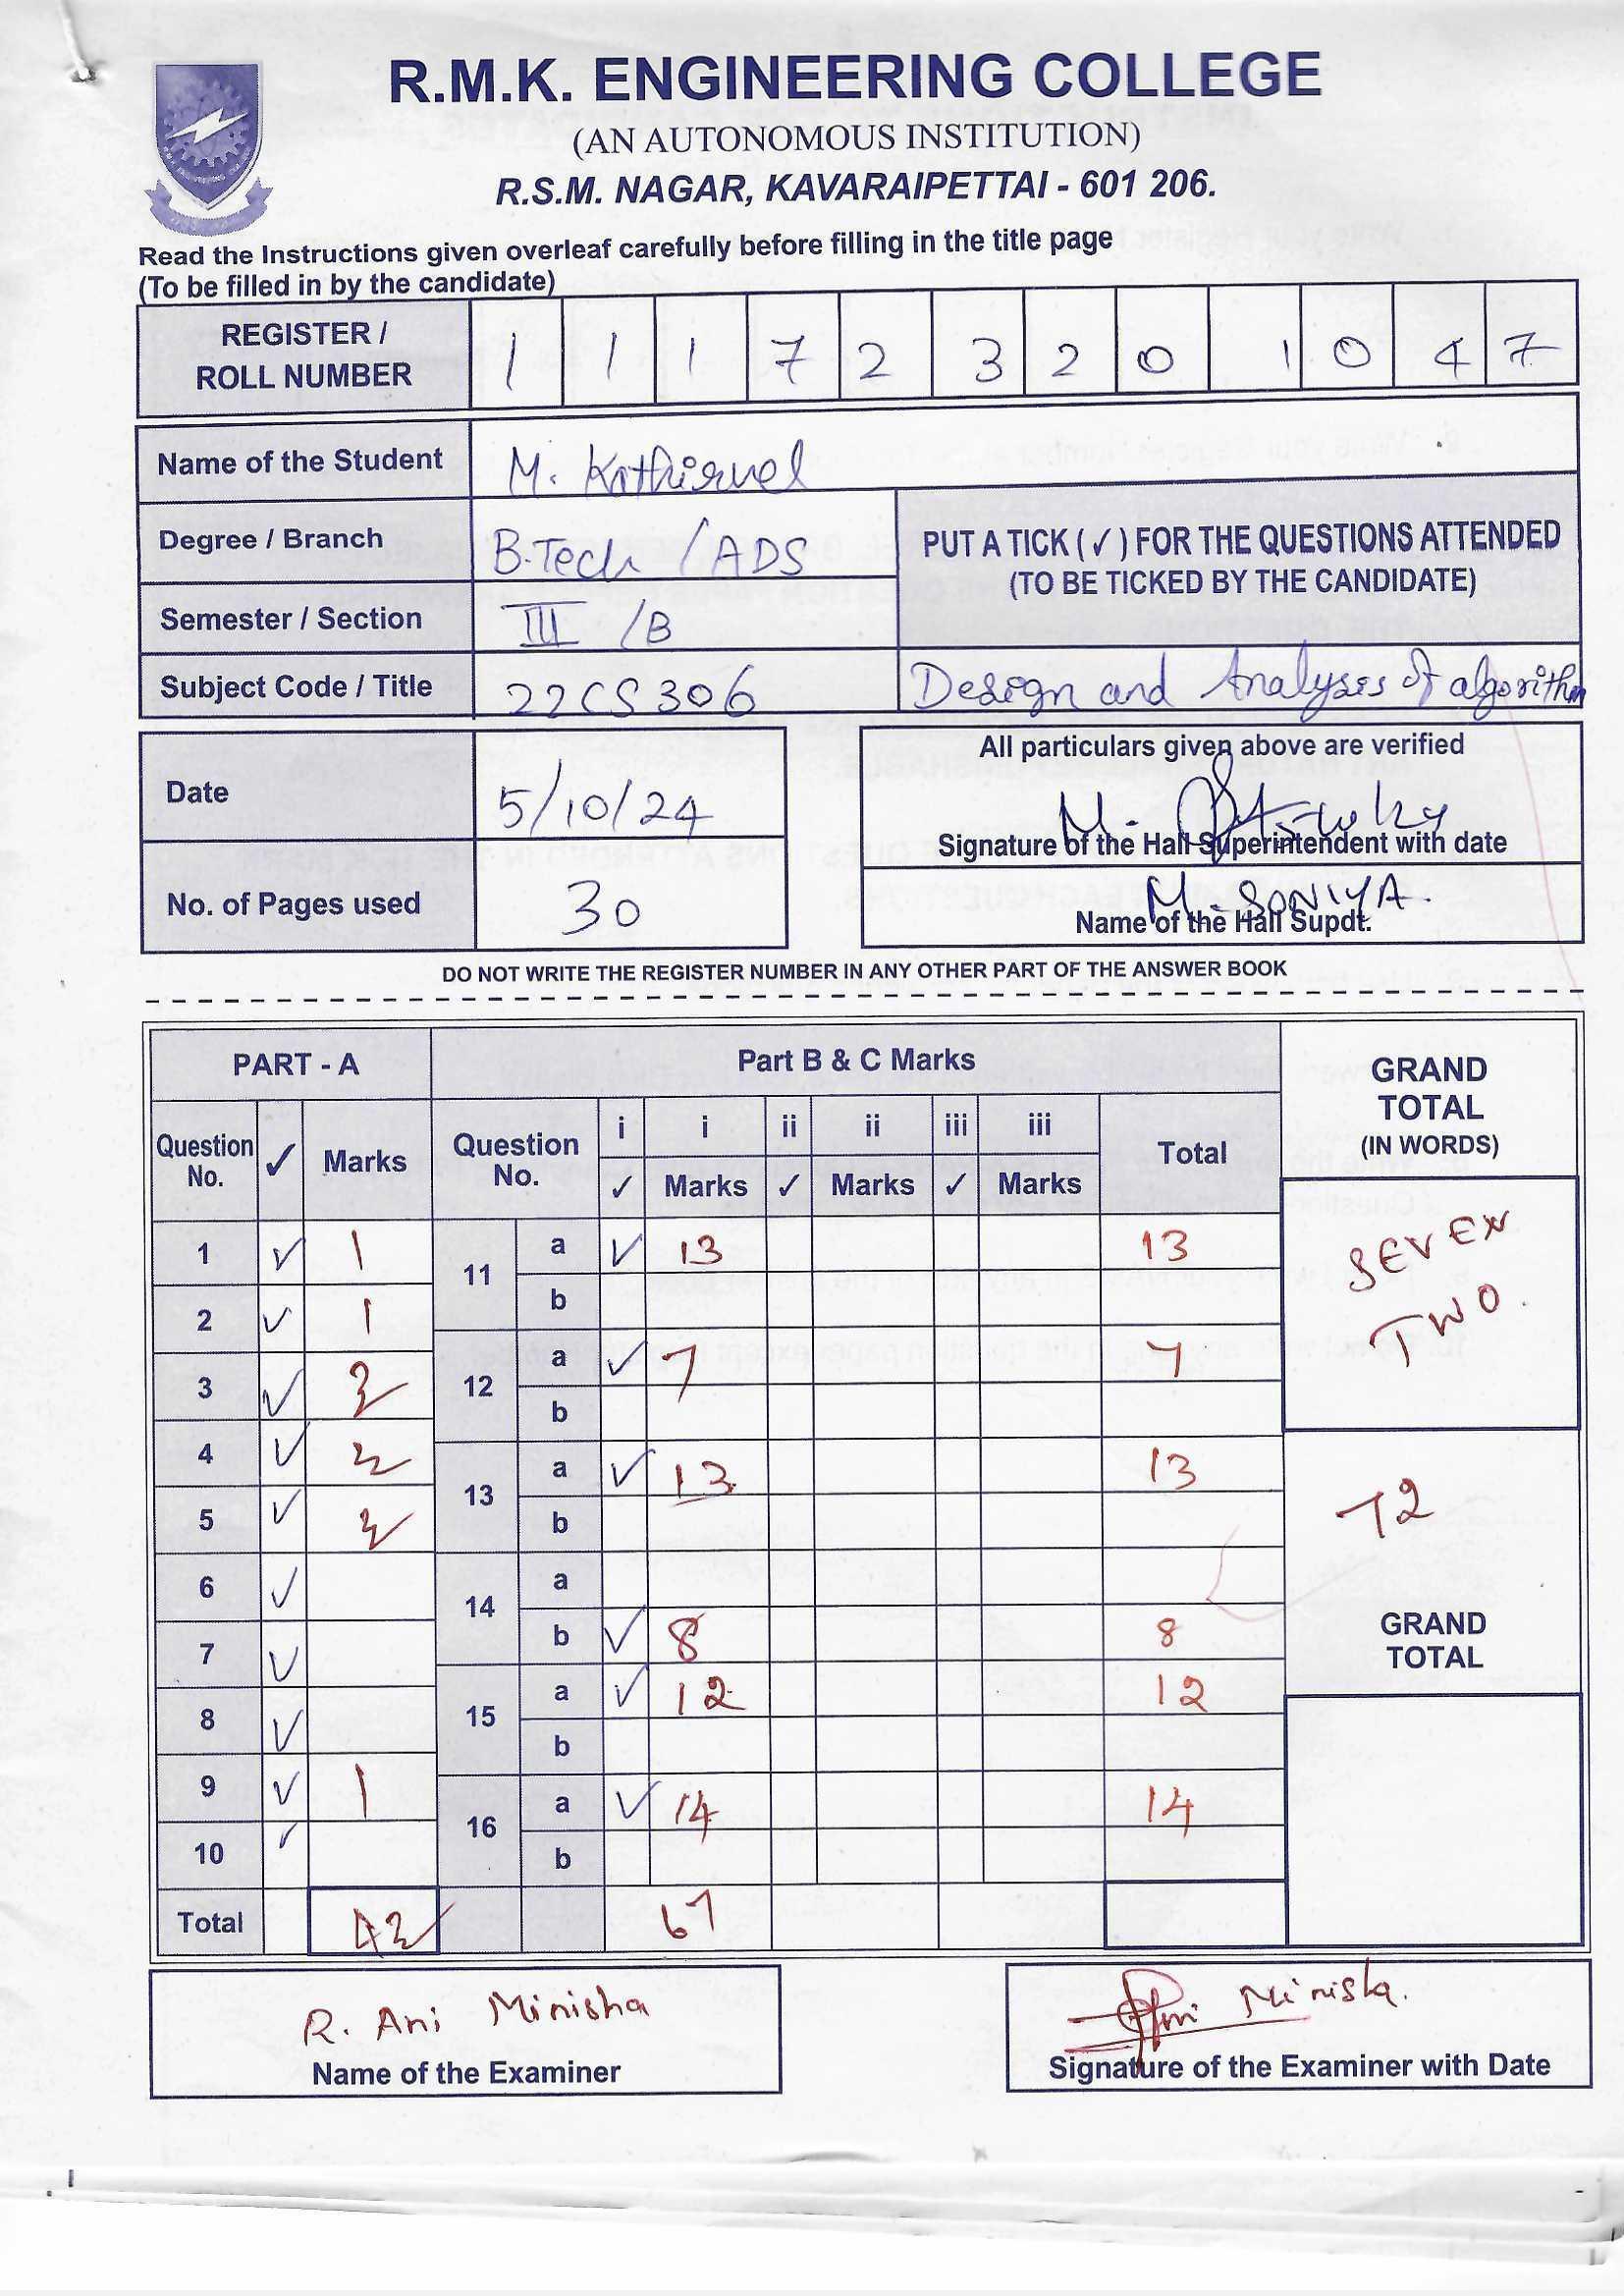 R.M.K. ENGINEERING COLLEGE
(AN AUTONOMOUS INSTITUTION)
R.S.M. NAGAR, KAVARAIPETTAI - 601 206.
Read the Instructions given overleaf carefully before filling in the title page
(To be filled in by the candidate)
REGISTER / ROLL NUMBER 1 1 1 7 2 3 2 0 1 0 4 7
Name of the Student M. Kathirvel
Degree / Branch B.Tech / ADS
PUT A TICK (✓) FOR THE QUESTIONS ATTENDED
(TO BE TICKED BY THE CANDIDATE)
Semester / Section III / B
Subject Code / Title 22CS306 Design and Analyses of algorithm
All particulars given above are verified
Date 5/10/24
Signature of the Hall Superintendent with date
No. of Pages used 30
M. SONIYA.
Name of the Hall Supdt.
DO NOT WRITE THE REGISTER NUMBER IN ANY OTHER PART OF THE ANSWER BOOK
PART - A Part B & C Marks GRAND TOTAL (IN WORDS)
Question No. ✓ Marks Question No. i ✓ i Marks ii ✓ ii Marks iii ✓ iii Marks Total
1 ✓ 1 11 a ✓ 13 13 SEVEN
2 ✓ 1 b TWO.
3 ✓ 12 a ✓ 7 7
b
4 ✓ 13 a ✓ 13 13
5 ✓ b 72
6 ✓ 14 a
7 ✓ b ✓ 8 8 GRAND TOTAL
8 ✓ 15 a ✓ 12 12
b
9 ✓ 1 16 a ✓ 14 14
10 ✓ b
Total 67
R. Ani Minisha
Name of the Examiner
Minisha.
Signature of the Examiner with Date